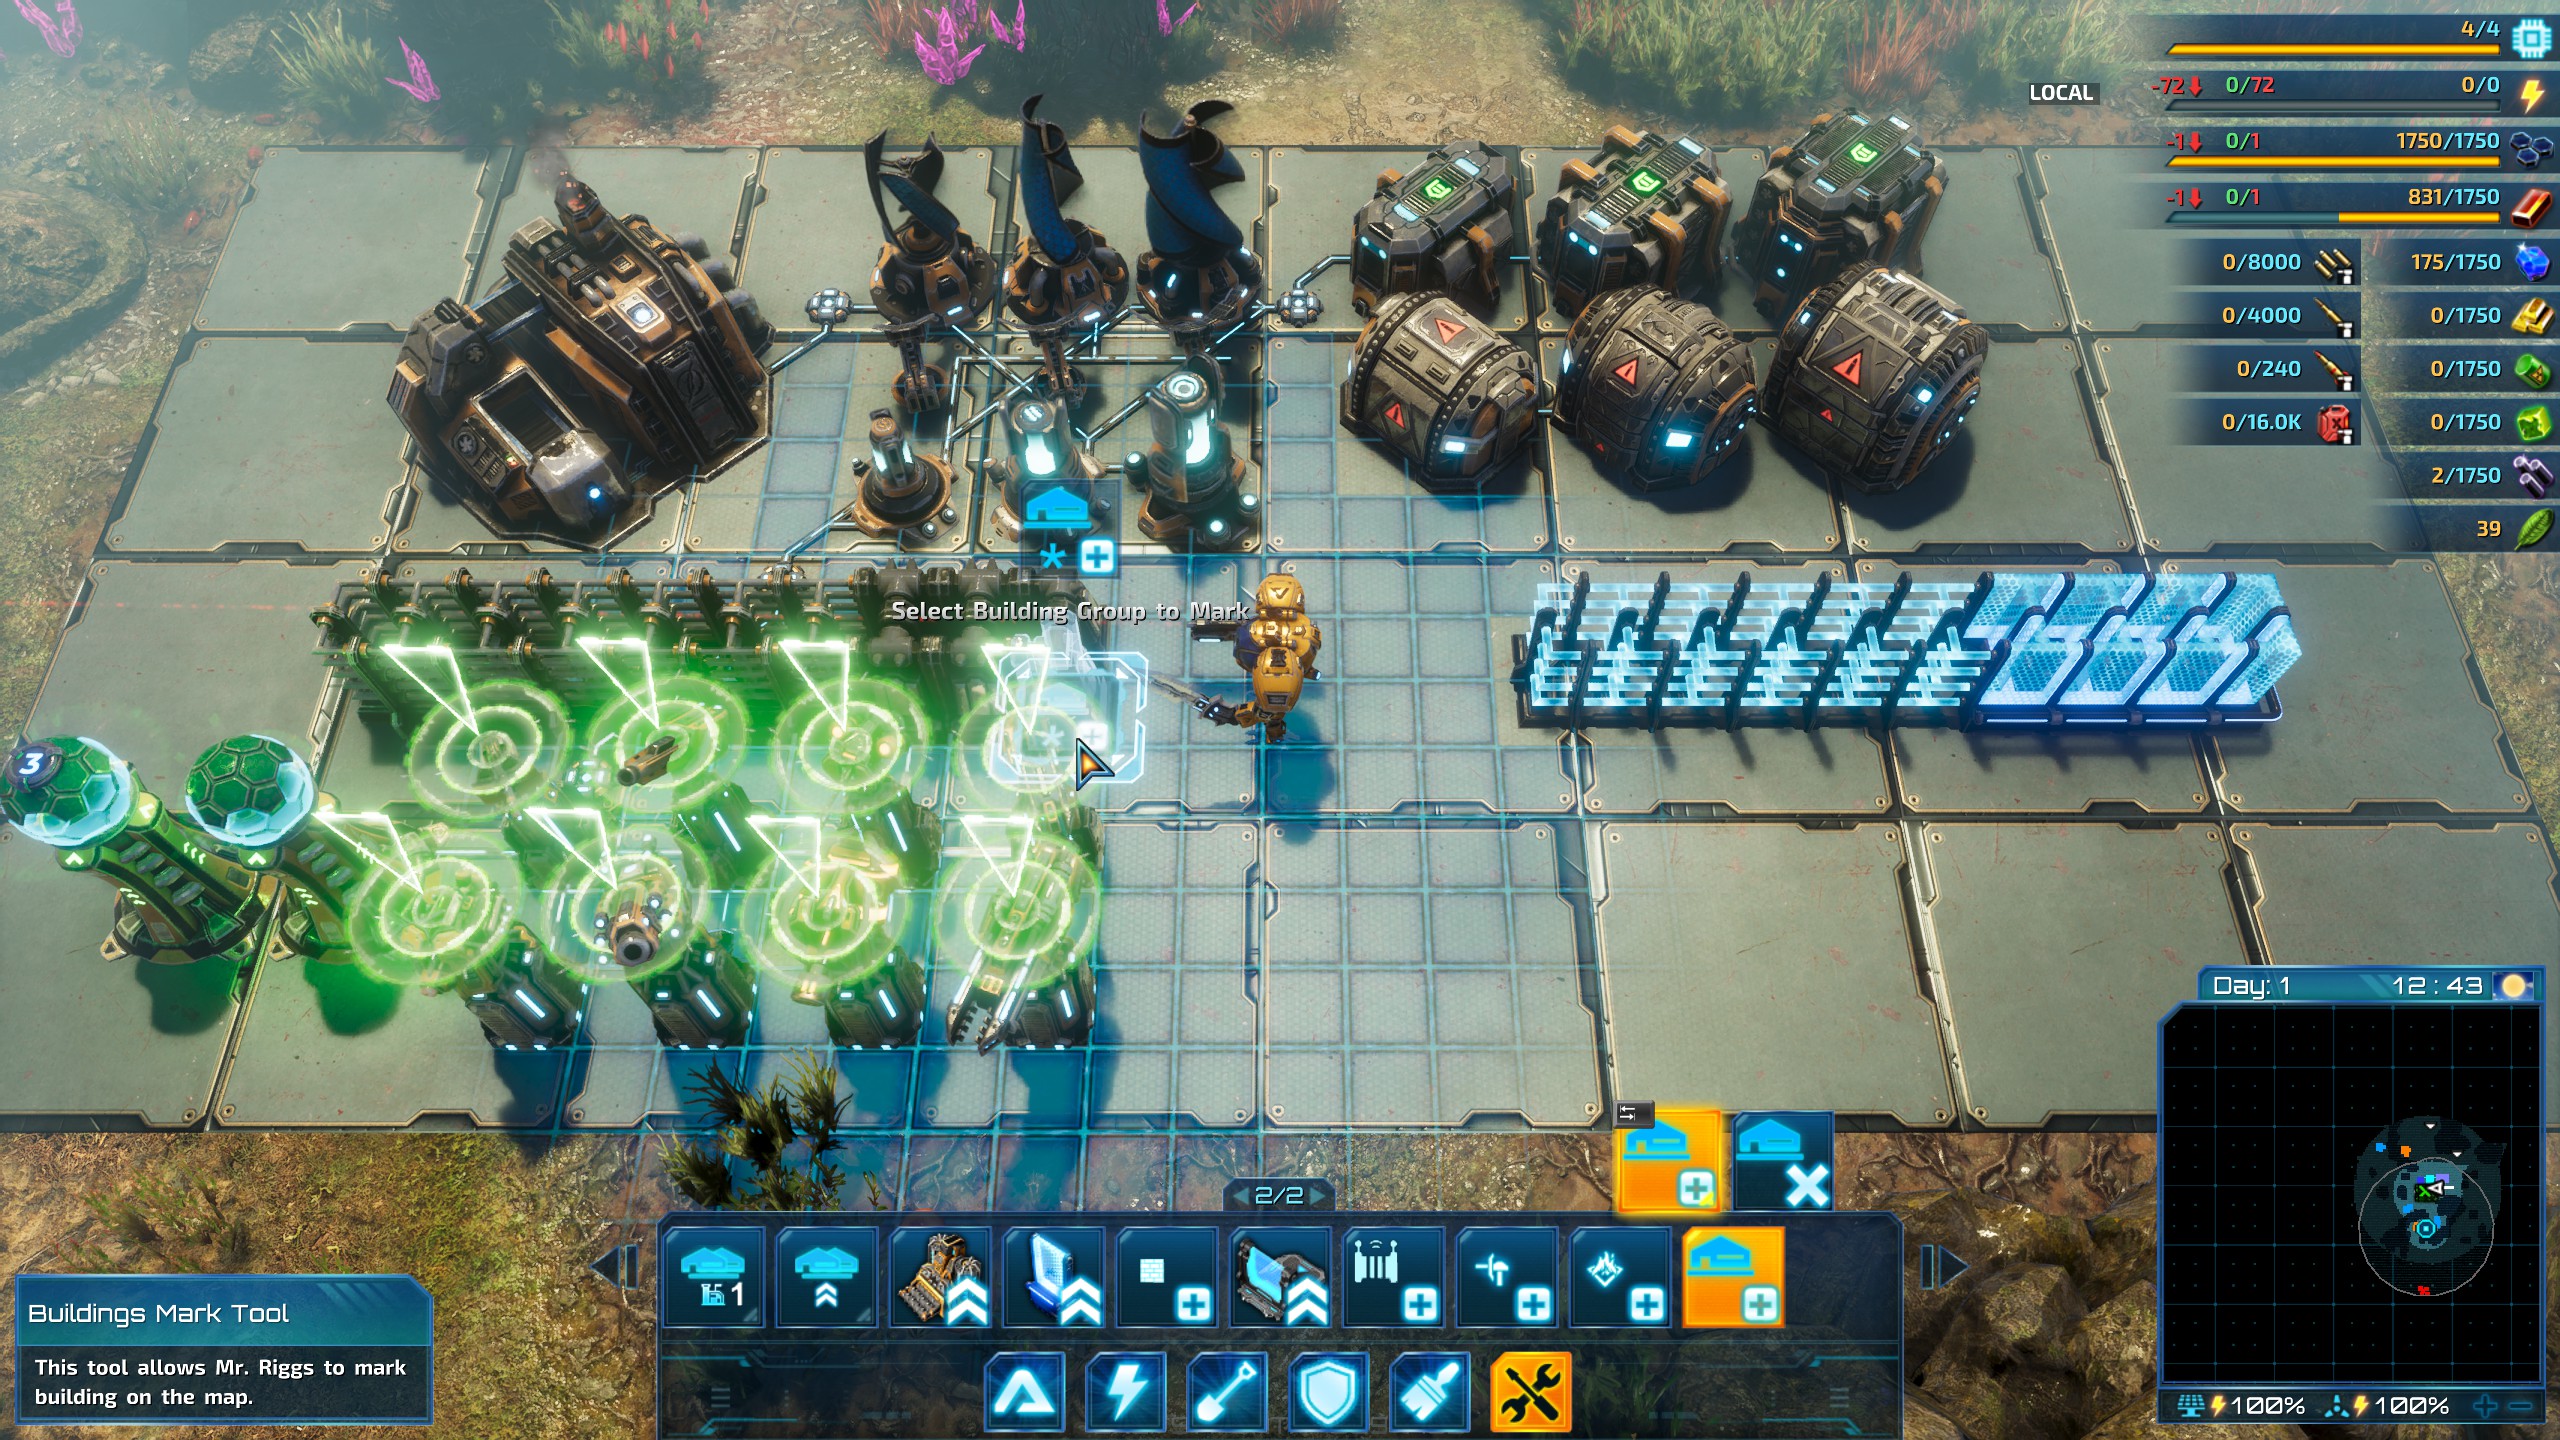 4/4
LOCAL
-72 0/72 0/0
-1 0/1 1750/1750
-1 0/1 831/1750
0/8000 175/1750
0/4000 0/1750
0/240 0/1750
0/16.0K 0/1750
2/1750
39
Select Building Group to Mark
3
Day: 1 12:43
2/2
1
Buildings Mark Tool
This tool allows Mr. Riggs to mark
building on the map.
100% 100%